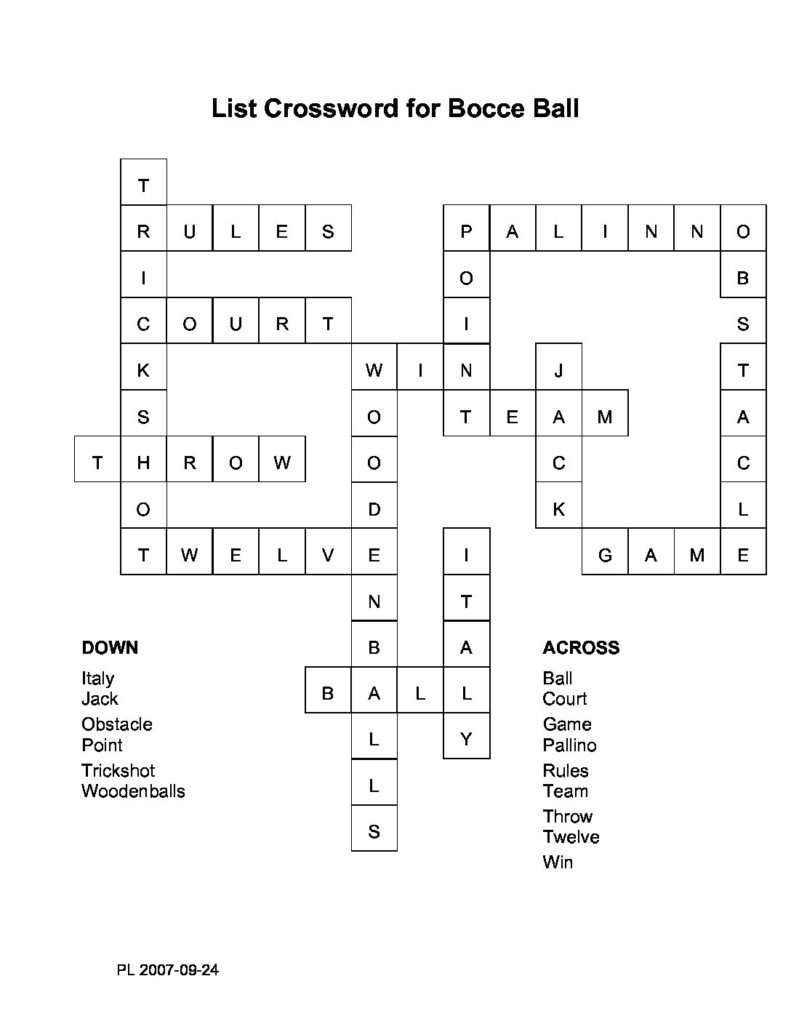 List Crossword for Bocce Ball
T
R U L E S P A L I N N O
I O B
C O U R T I S
K W I N J T
S O T E A M A
T H R O W O C C
O D K L
T W E L V E I G A M E
N T
DOWN B A ACROSS
Italy B A L L Ball
Jack Court
Obstacle L Y Game
Point Pallino
Trickshot L Rules
Woodenballs Team
S Throw
Twelve
Win
PL 2007-09-24